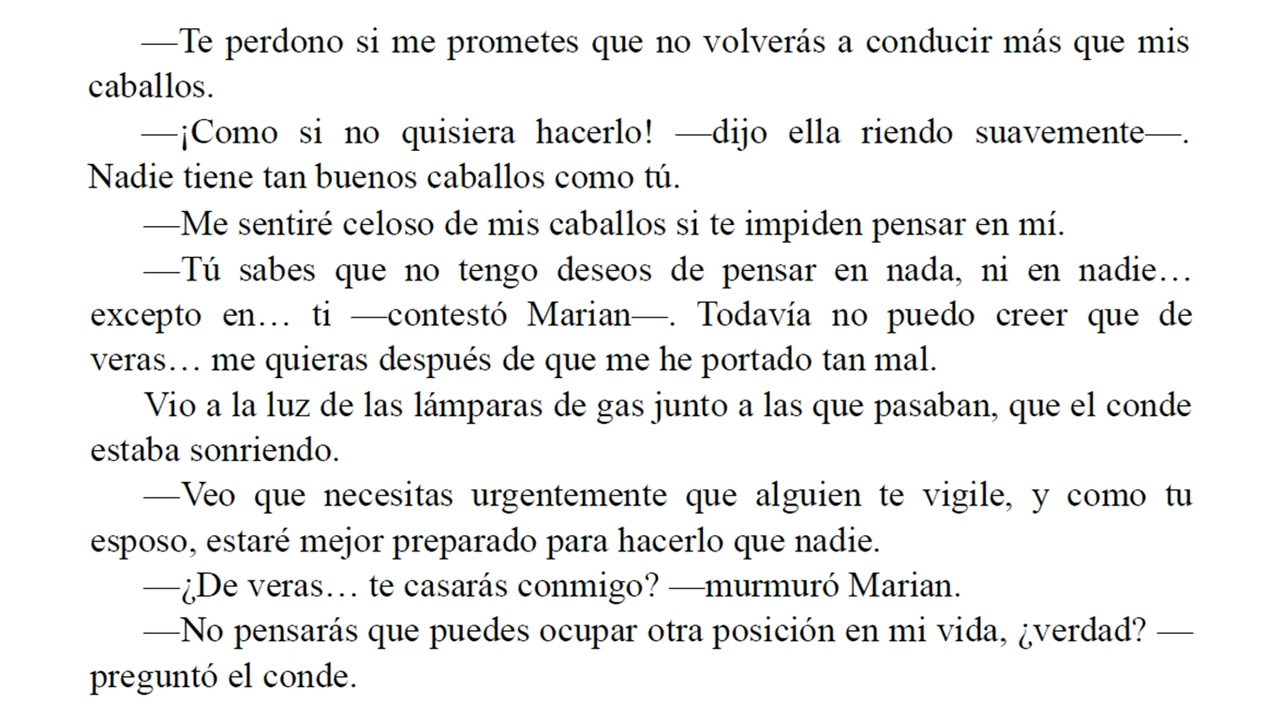 —Te perdono si me prometes que no volverás a conducir más que mis
caballos.
—¡Como si no quisiera hacerlo! —dijo ella riendo suavemente—.
Nadie tiene tan buenos caballos como tú.
—Me sentiré celoso de mis caballos si te impiden pensar en mí.
—Tú sabes que no tengo deseos de pensar en nada, ni en nadie…
excepto en… ti —contestó Marian—. Todavía no puedo creer que de
veras… me quieras después de que me he portado tan mal.
Vio a la luz de las lámparas de gas junto a las que pasaban, que el conde
estaba sonriendo.
—Veo que necesitas urgentemente que alguien te vigile, y como tu
esposo, estaré mejor preparado para hacerlo que nadie.
—¿De veras… te casarás conmigo? —murmuró Marian.
—No pensarás que puedes ocupar otra posición en mi vida, ¿verdad? —
preguntó el conde.